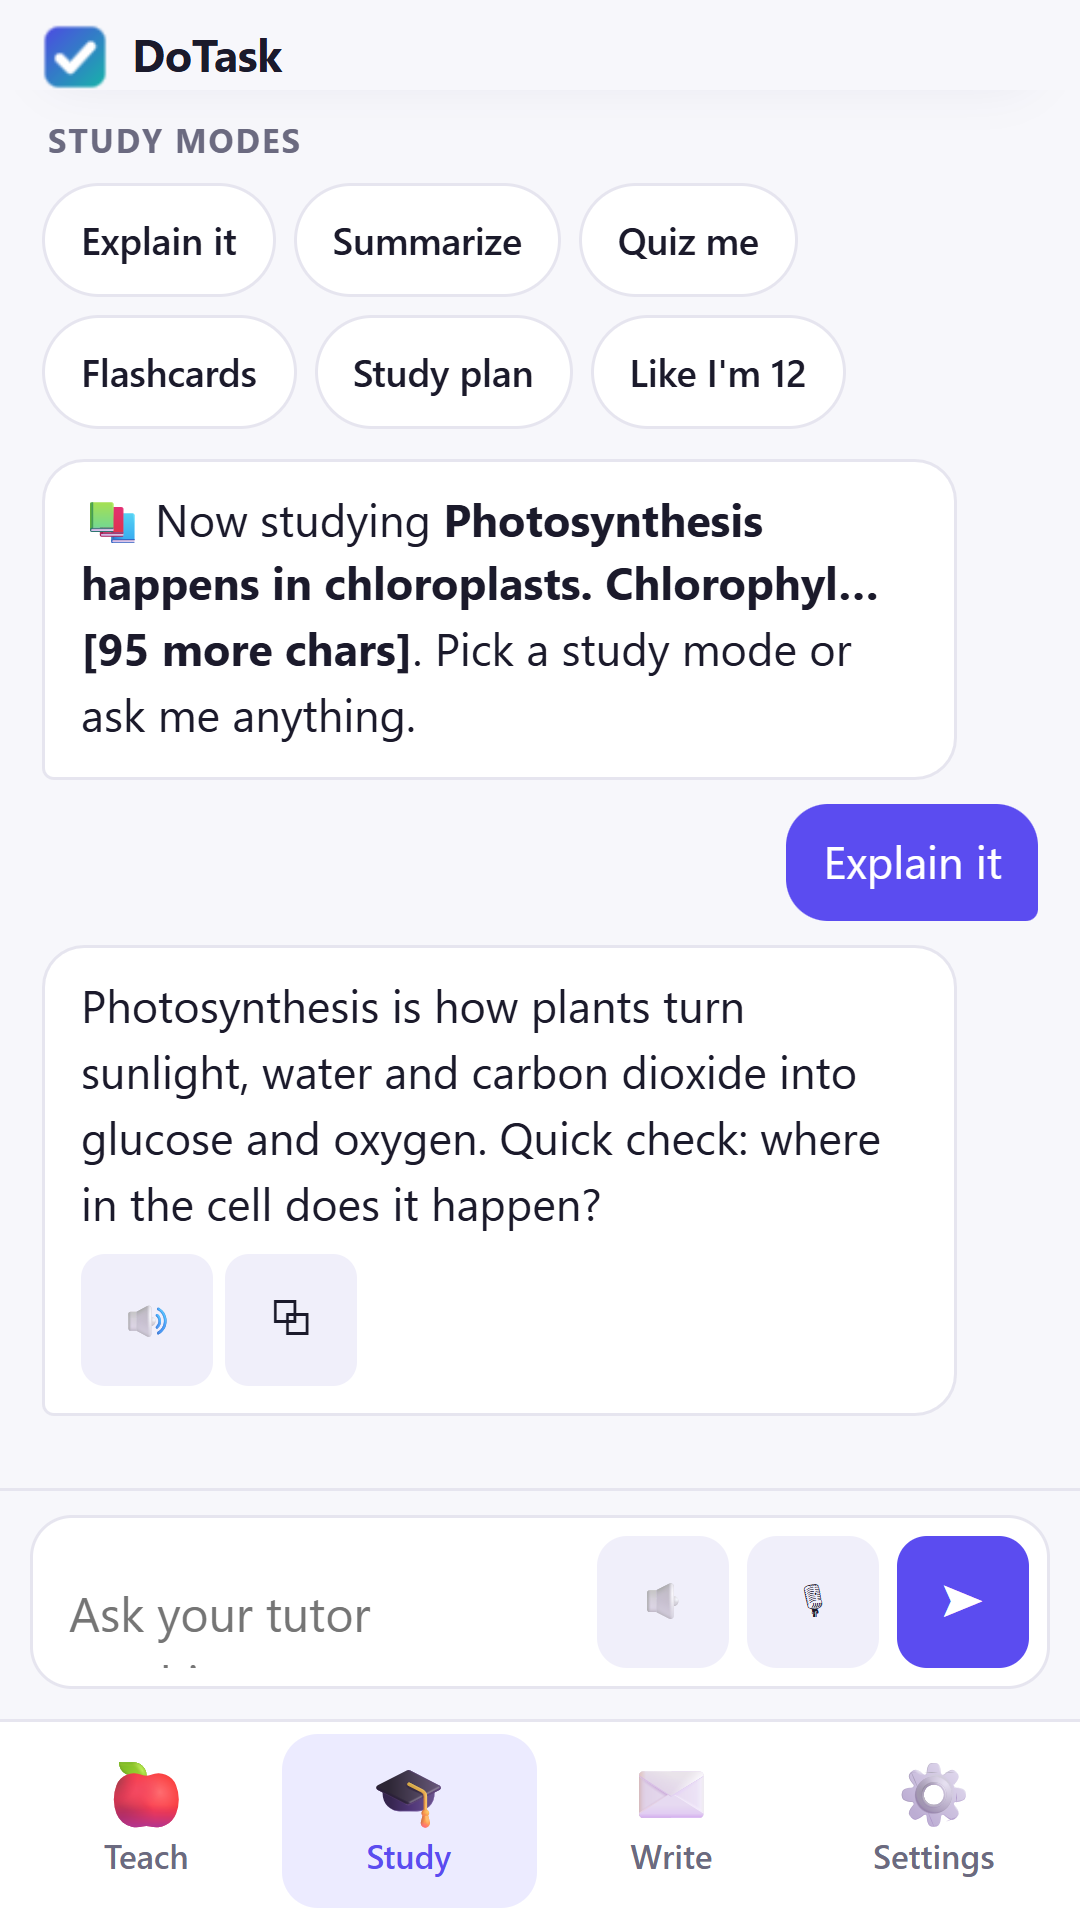 DoTask
STUDY MODES
Explain it
Summarize
Quiz me
Flashcards
Study plan
Like I'm 12
Now studying Photosynthesis
happens in chloroplasts. Chlorophyl...
[95 more chars]. Pick a study mode or
ask me anything.
Explain it
Photosynthesis is how plants turn
sunlight, water and carbon dioxide into
glucose and oxygen. Quick check: where
in the cell does it happen?
Ask your tutor
Teach
Study
Write
Settings